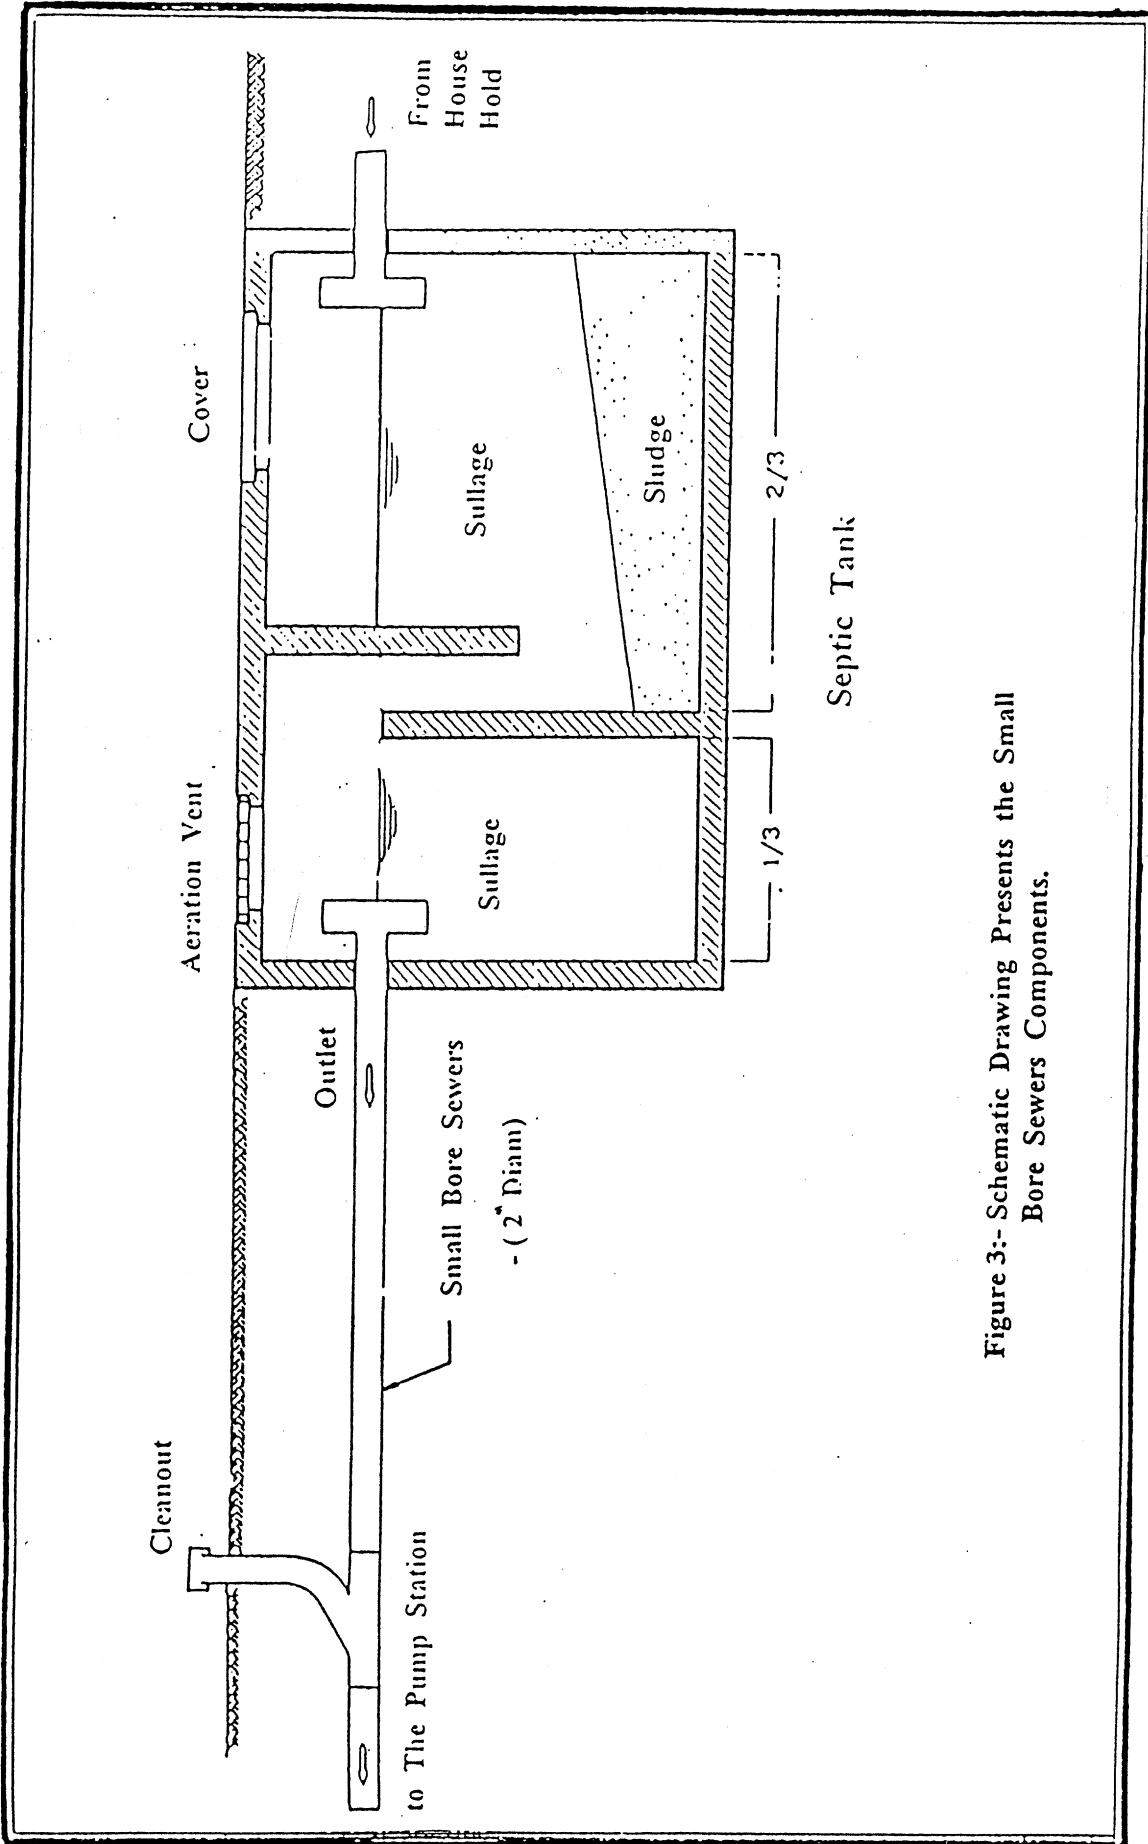 Cleanout
Aeration Vent
Cover
From
House
Hold
Outlet
Sullage
Sullage
Sludge
Small Bore Sewers
- ( 2" Diam)
to The Pump Station
1/3
2/3
Septic Tank
Figure 3:- Schematic Drawing Presents the Small
Bore Sewers Components.